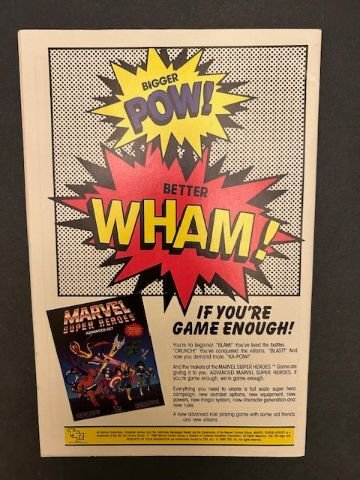 BIGGER
POW!
BETTER
WHAM!
IF YOU'RE
GAME ENOUGH!
MARVEL
SUPER HEROES
ADVANCED SET
You're no beginner. "BLAM!" You've lived the battles.
"CRUNCH!" You've conquered the villains. "BLAST!" And
now you demand more. "KA-POW!"
And the makers of the MARVEL SUPER HEROES™ Game are
giving it to you. ADVANCED MARVEL SUPER HEROES. If
you're game enough, we're game enough.
Everything you need to create a full scale super hero
campaign: new combat options, new equipment, new
powers, new magic system, new character generation and
new rules.
A new advanced role playing game with some old friends
and new villains.